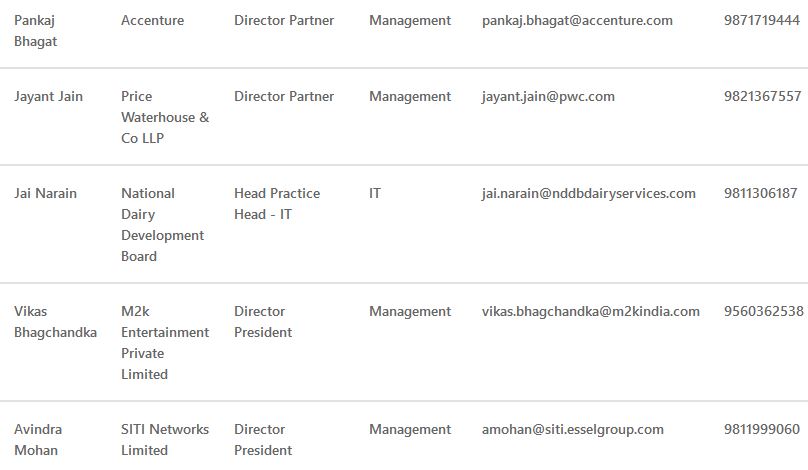 Pankaj Accenture Director Partner Management pankaj.bhagat@accenture.com 9871719444
Bhagat
Jayant Jain Price Director Partner Management jayant.jain@pwc.com 9821367557
Waterhouse &
Co LLP
Jai Narain National Head Practice IT jai.narain@nddbdairyservices.com 9811306187
Dairy Head - IT
Development
Board
Vikas M2k Director Management vikas.bhagchandka@m2kindia.com 9560362538
Bhagchandka Entertainment President
Private
Limited
Avindra SITI Networks Director Management amohan@siti.esselgroup.com 9811999060
Mohan Limited President